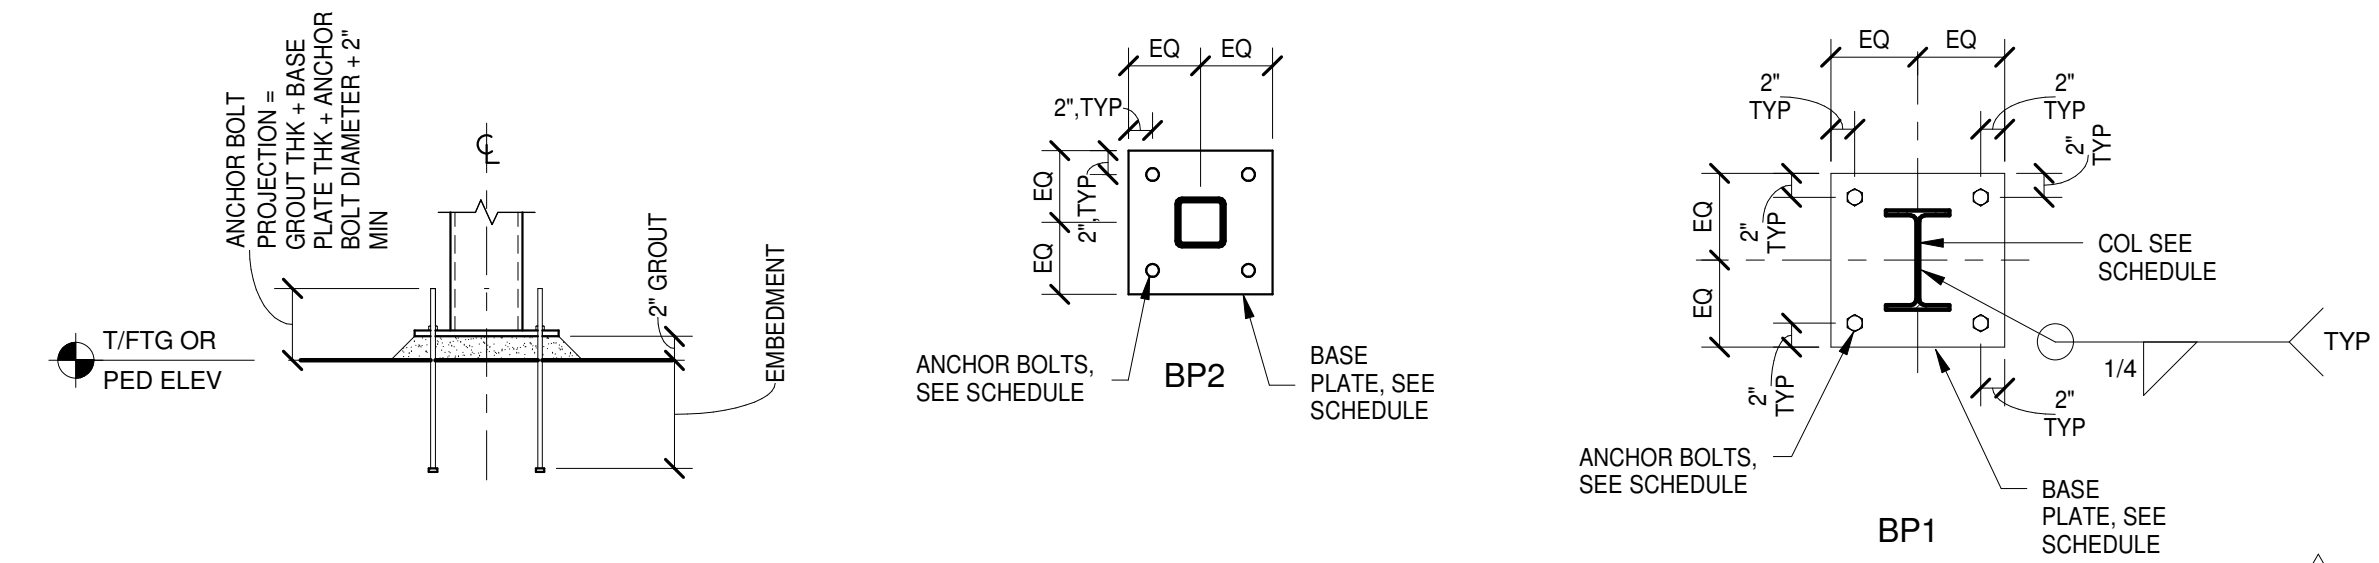 ANCHOR BOLT
PROJECTION =
GROUT THK + BASE
PLATE THK + ANCHOR
BOLT DIAMETER + 2"
MIN
℄
2" GROUT
EMBEDMENT
T/FTG OR
PED ELEV
EQ
EQ
2",TYP
EQ
2",TYP
EQ
ANCHOR BOLTS,
SEE SCHEDULE
BP2
BASE
PLATE, SEE
SCHEDULE
EQ
EQ
2"
TYP
2"
TYP
2"
TYP
EQ
2"
TYP
EQ
COL SEE
SCHEDULE
2"
TYP
1/4
TYP
2"
TYP
ANCHOR BOLTS,
SEE SCHEDULE
BASE
PLATE, SEE
SCHEDULE
BP1